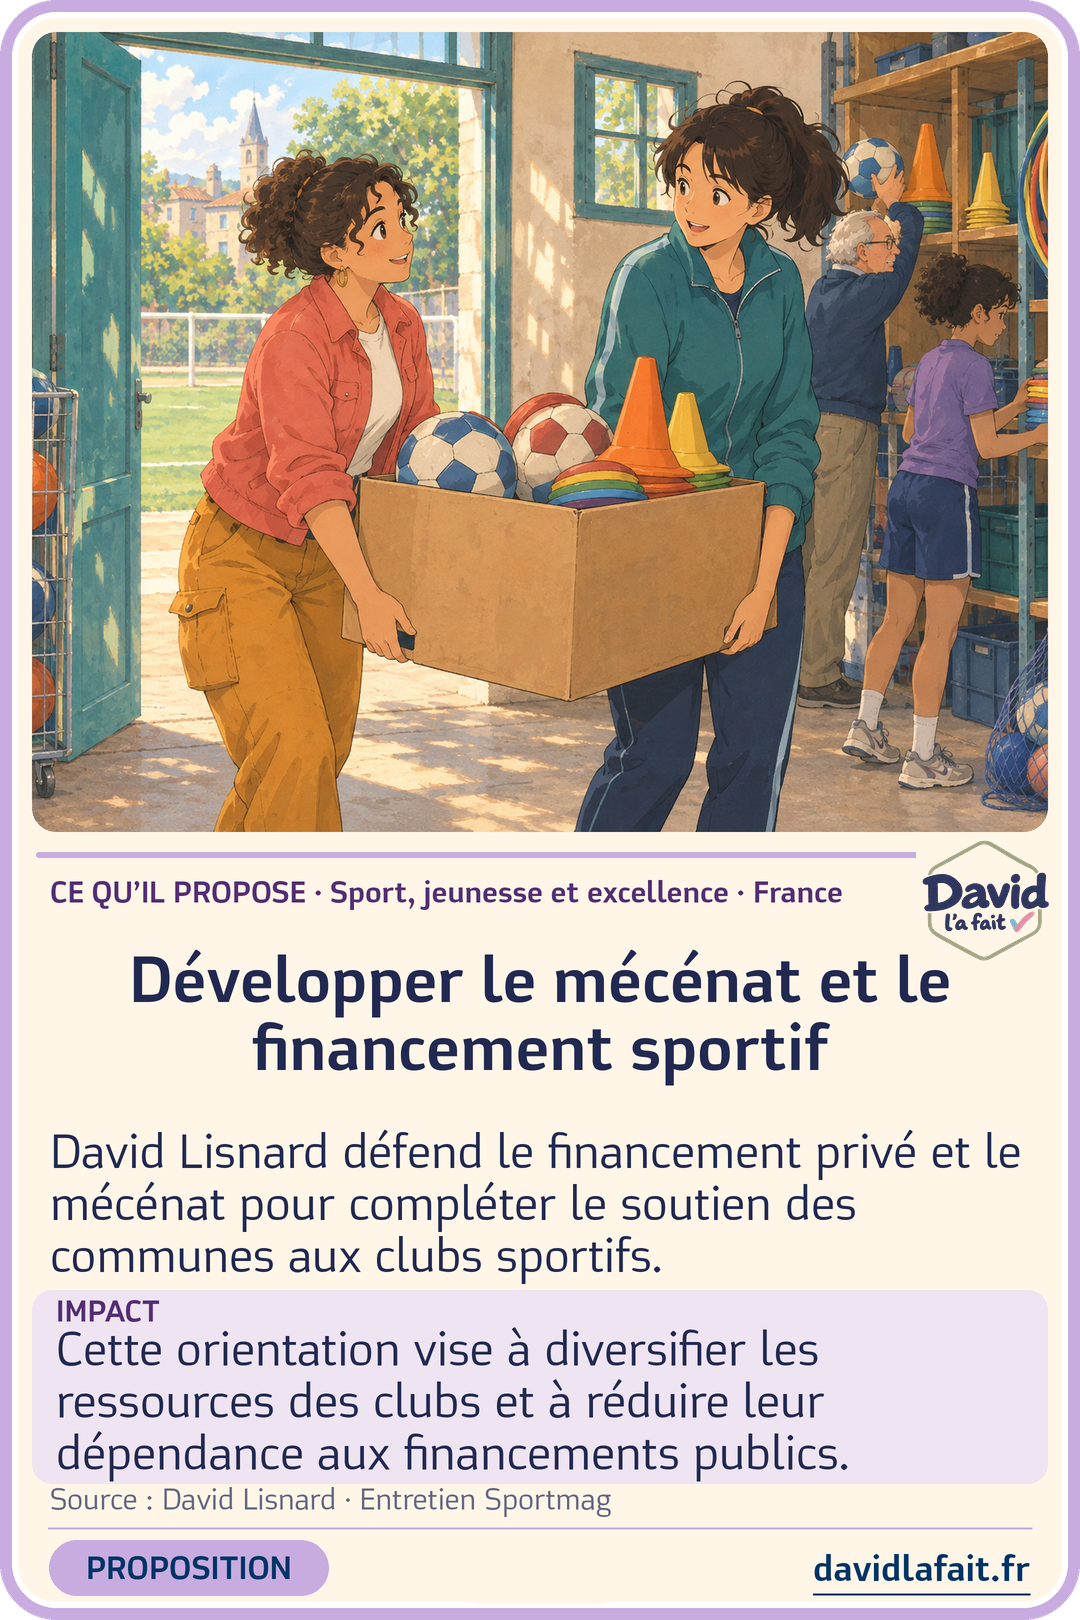 CE QU'IL PROPOSE · Sport, jeunesse et excellence · France
David
l'a fait
Développer le mécénat et le
financement sportif
David Lisnard défend le financement privé et le
mécénat pour compléter le soutien des
communes aux clubs sportifs.
IMPACT
Cette orientation vise à diversifier les
ressources des clubs et à réduire leur
dépendance aux financements publics.
Source : David Lisnard · Entretien Sportmag
PROPOSITION
davidlafait.fr